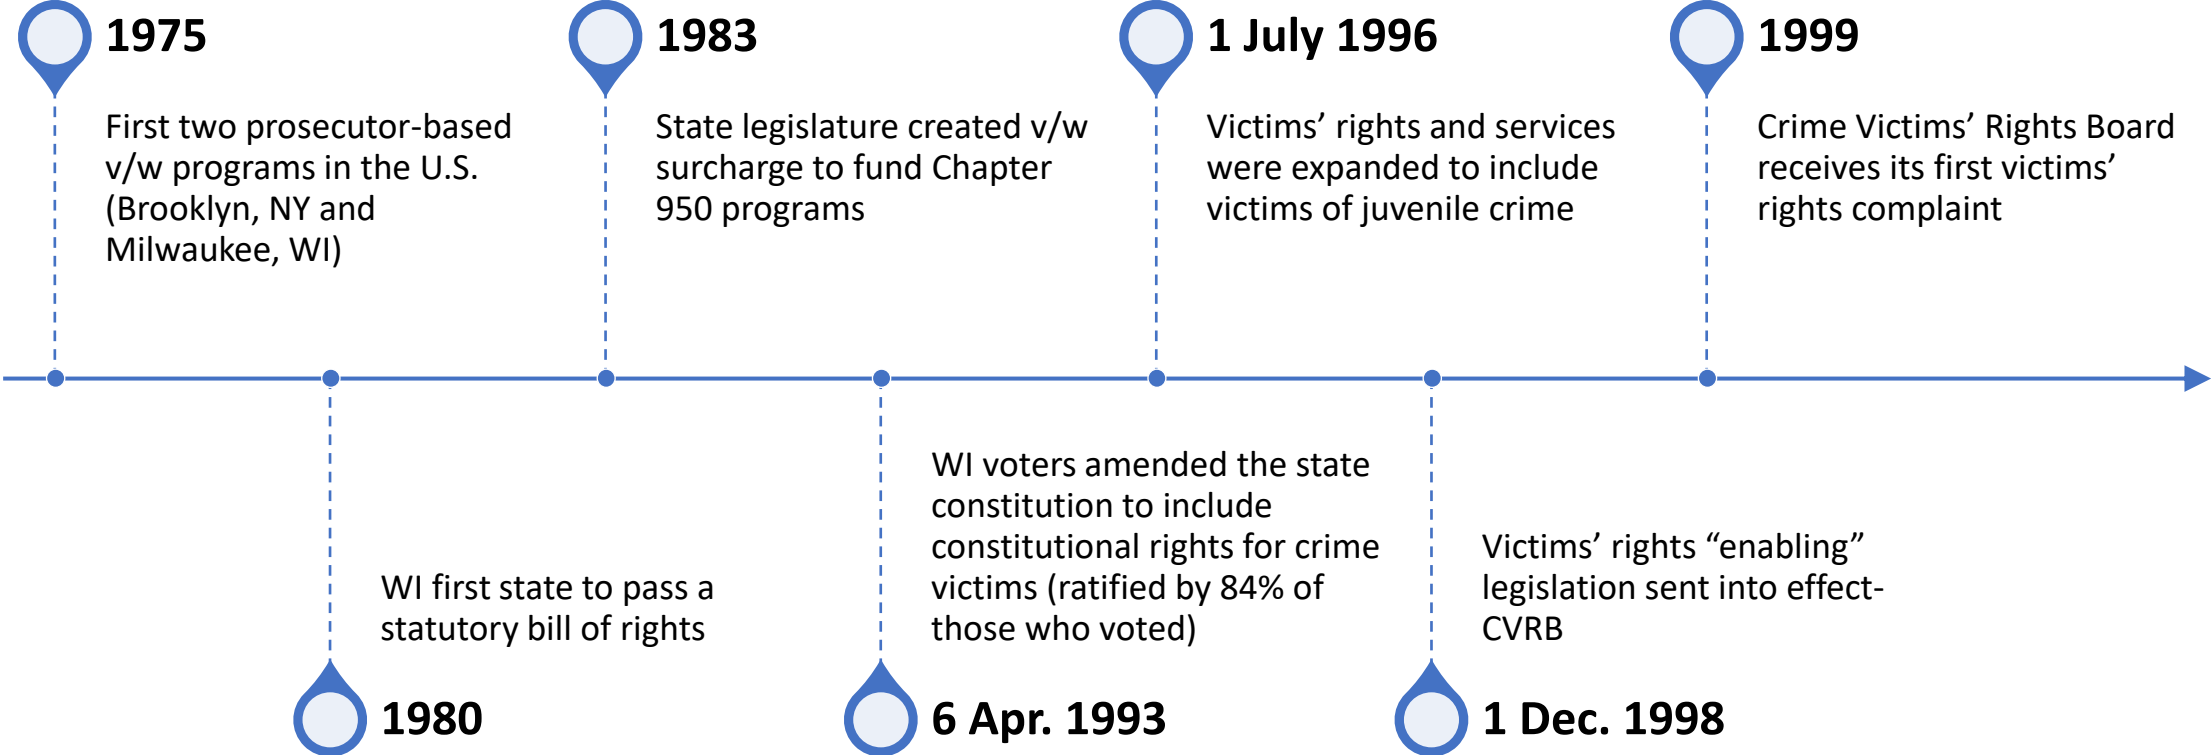 1975
First two prosecutor-based
v/w programs in the U.S.
(Brooklyn, NY and
Milwaukee, WI)
1983
State legislature created v/w
surcharge to fund Chapter
950 programs
1 July 1996
Victims’ rights and services
were expanded to include
victims of juvenile crime
1999
Crime Victims’ Rights Board
receives its first victims’
rights complaint
WI first state to pass a
statutory bill of rights
1980
WI voters amended the state
constitution to include
constitutional rights for crime
victims (ratified by 84% of
those who voted)
6 Apr. 1993
Victims’ rights “enabling”
legislation sent into effect-
CVRB
1 Dec. 1998